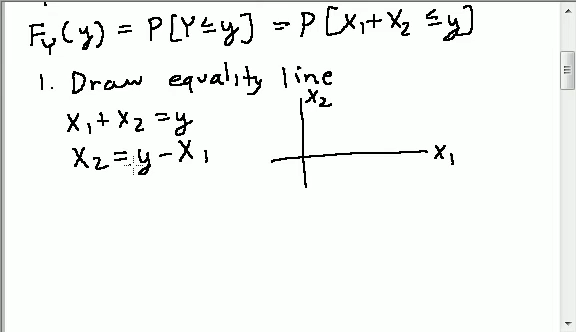 F_Y(y) = P[Y ≤ y] = P[X₁ + X₂ ≤ y]
1. Draw equality line
X₁ + X₂ = y
X₂ = y − X₁
X₂
X₁